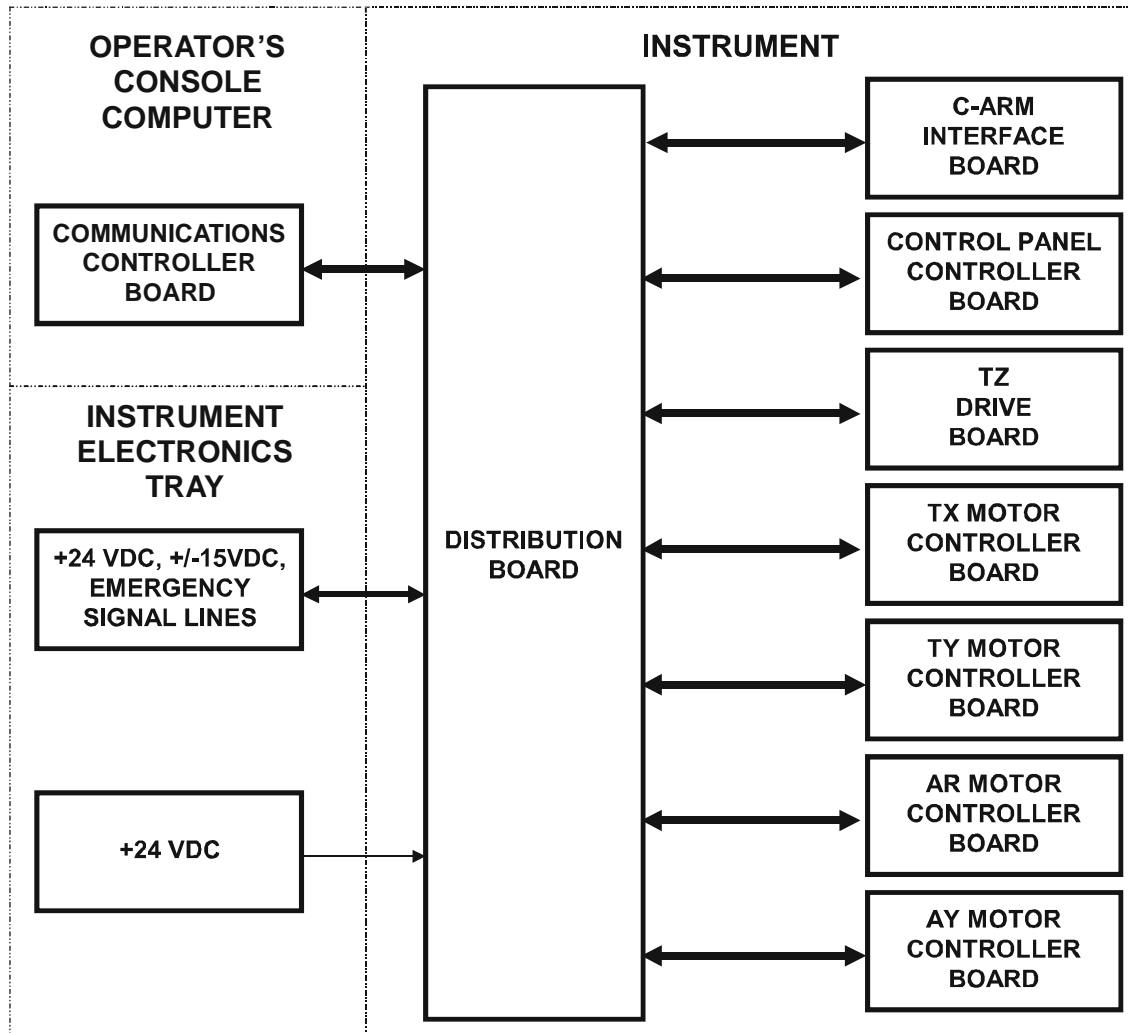 OPERATOR'S
CONSOLE
COMPUTER
COMMUNICATIONS
CONTROLLER
BOARD
INSTRUMENT
ELECTRONICS
TRAY
+24 VDC, +/-15VDC,
EMERGENCY
SIGNAL LINES
+24 VDC
INSTRUMENT
DISTRIBUTION
BOARD
C-ARM
INTERFACE
BOARD
CONTROL PANEL
CONTROLLER
BOARD
TZ
DRIVE
BOARD
TX MOTOR
CONTROLLER
BOARD
TY MOTOR
CONTROLLER
BOARD
AR MOTOR
CONTROLLER
BOARD
AY MOTOR
CONTROLLER
BOARD